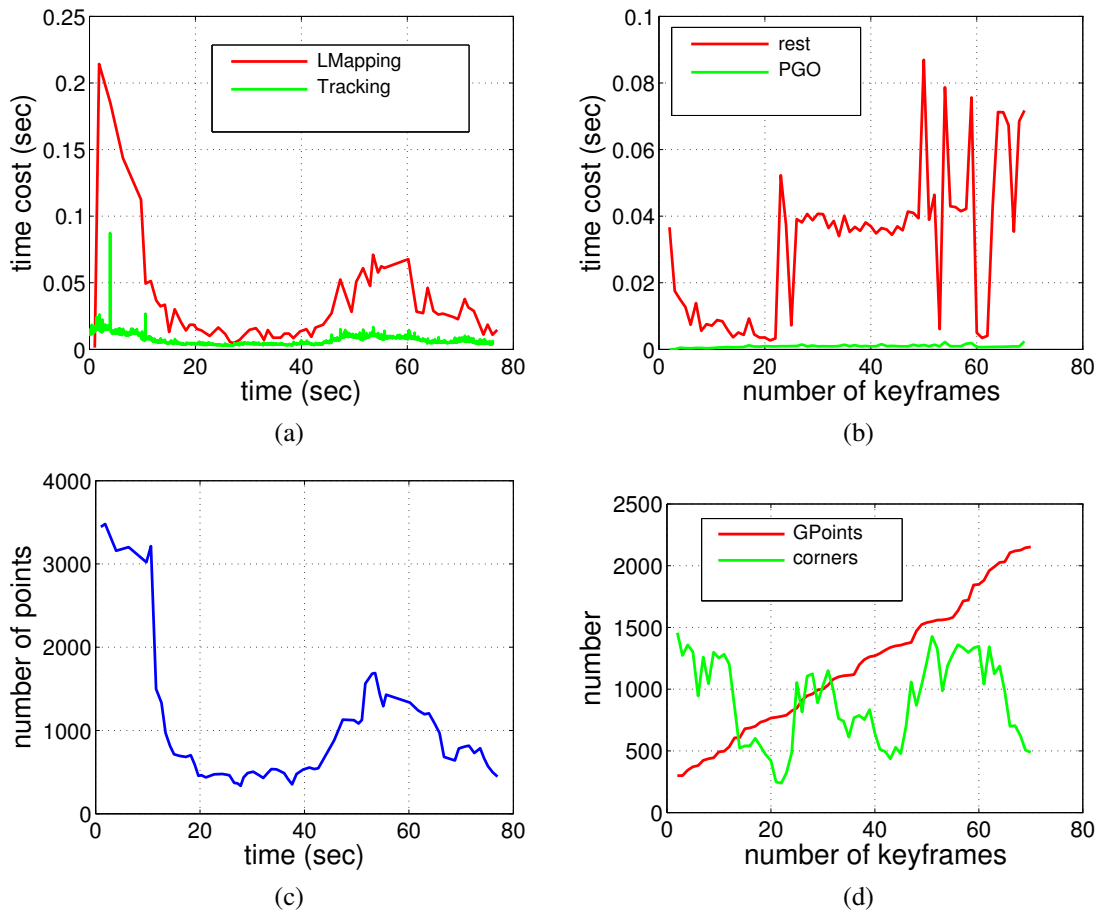 0.25
0.2
0.15
0.1
0.05
0
0 20 40 60 80
time cost (sec)
time (sec)
LMapping
Tracking
(a)
0.1
0.08
0.06
0.04
0.02
0
0 20 40 60 80
time cost (sec)
number of keyframes
rest
PGO
(b)
4000
3000
2000
1000
0
0 20 40 60 80
number of points
time (sec)
(c)
2500
2000
1500
1000
500
0
0 20 40 60 80
number
number of keyframes
GPoints
corners
(d)